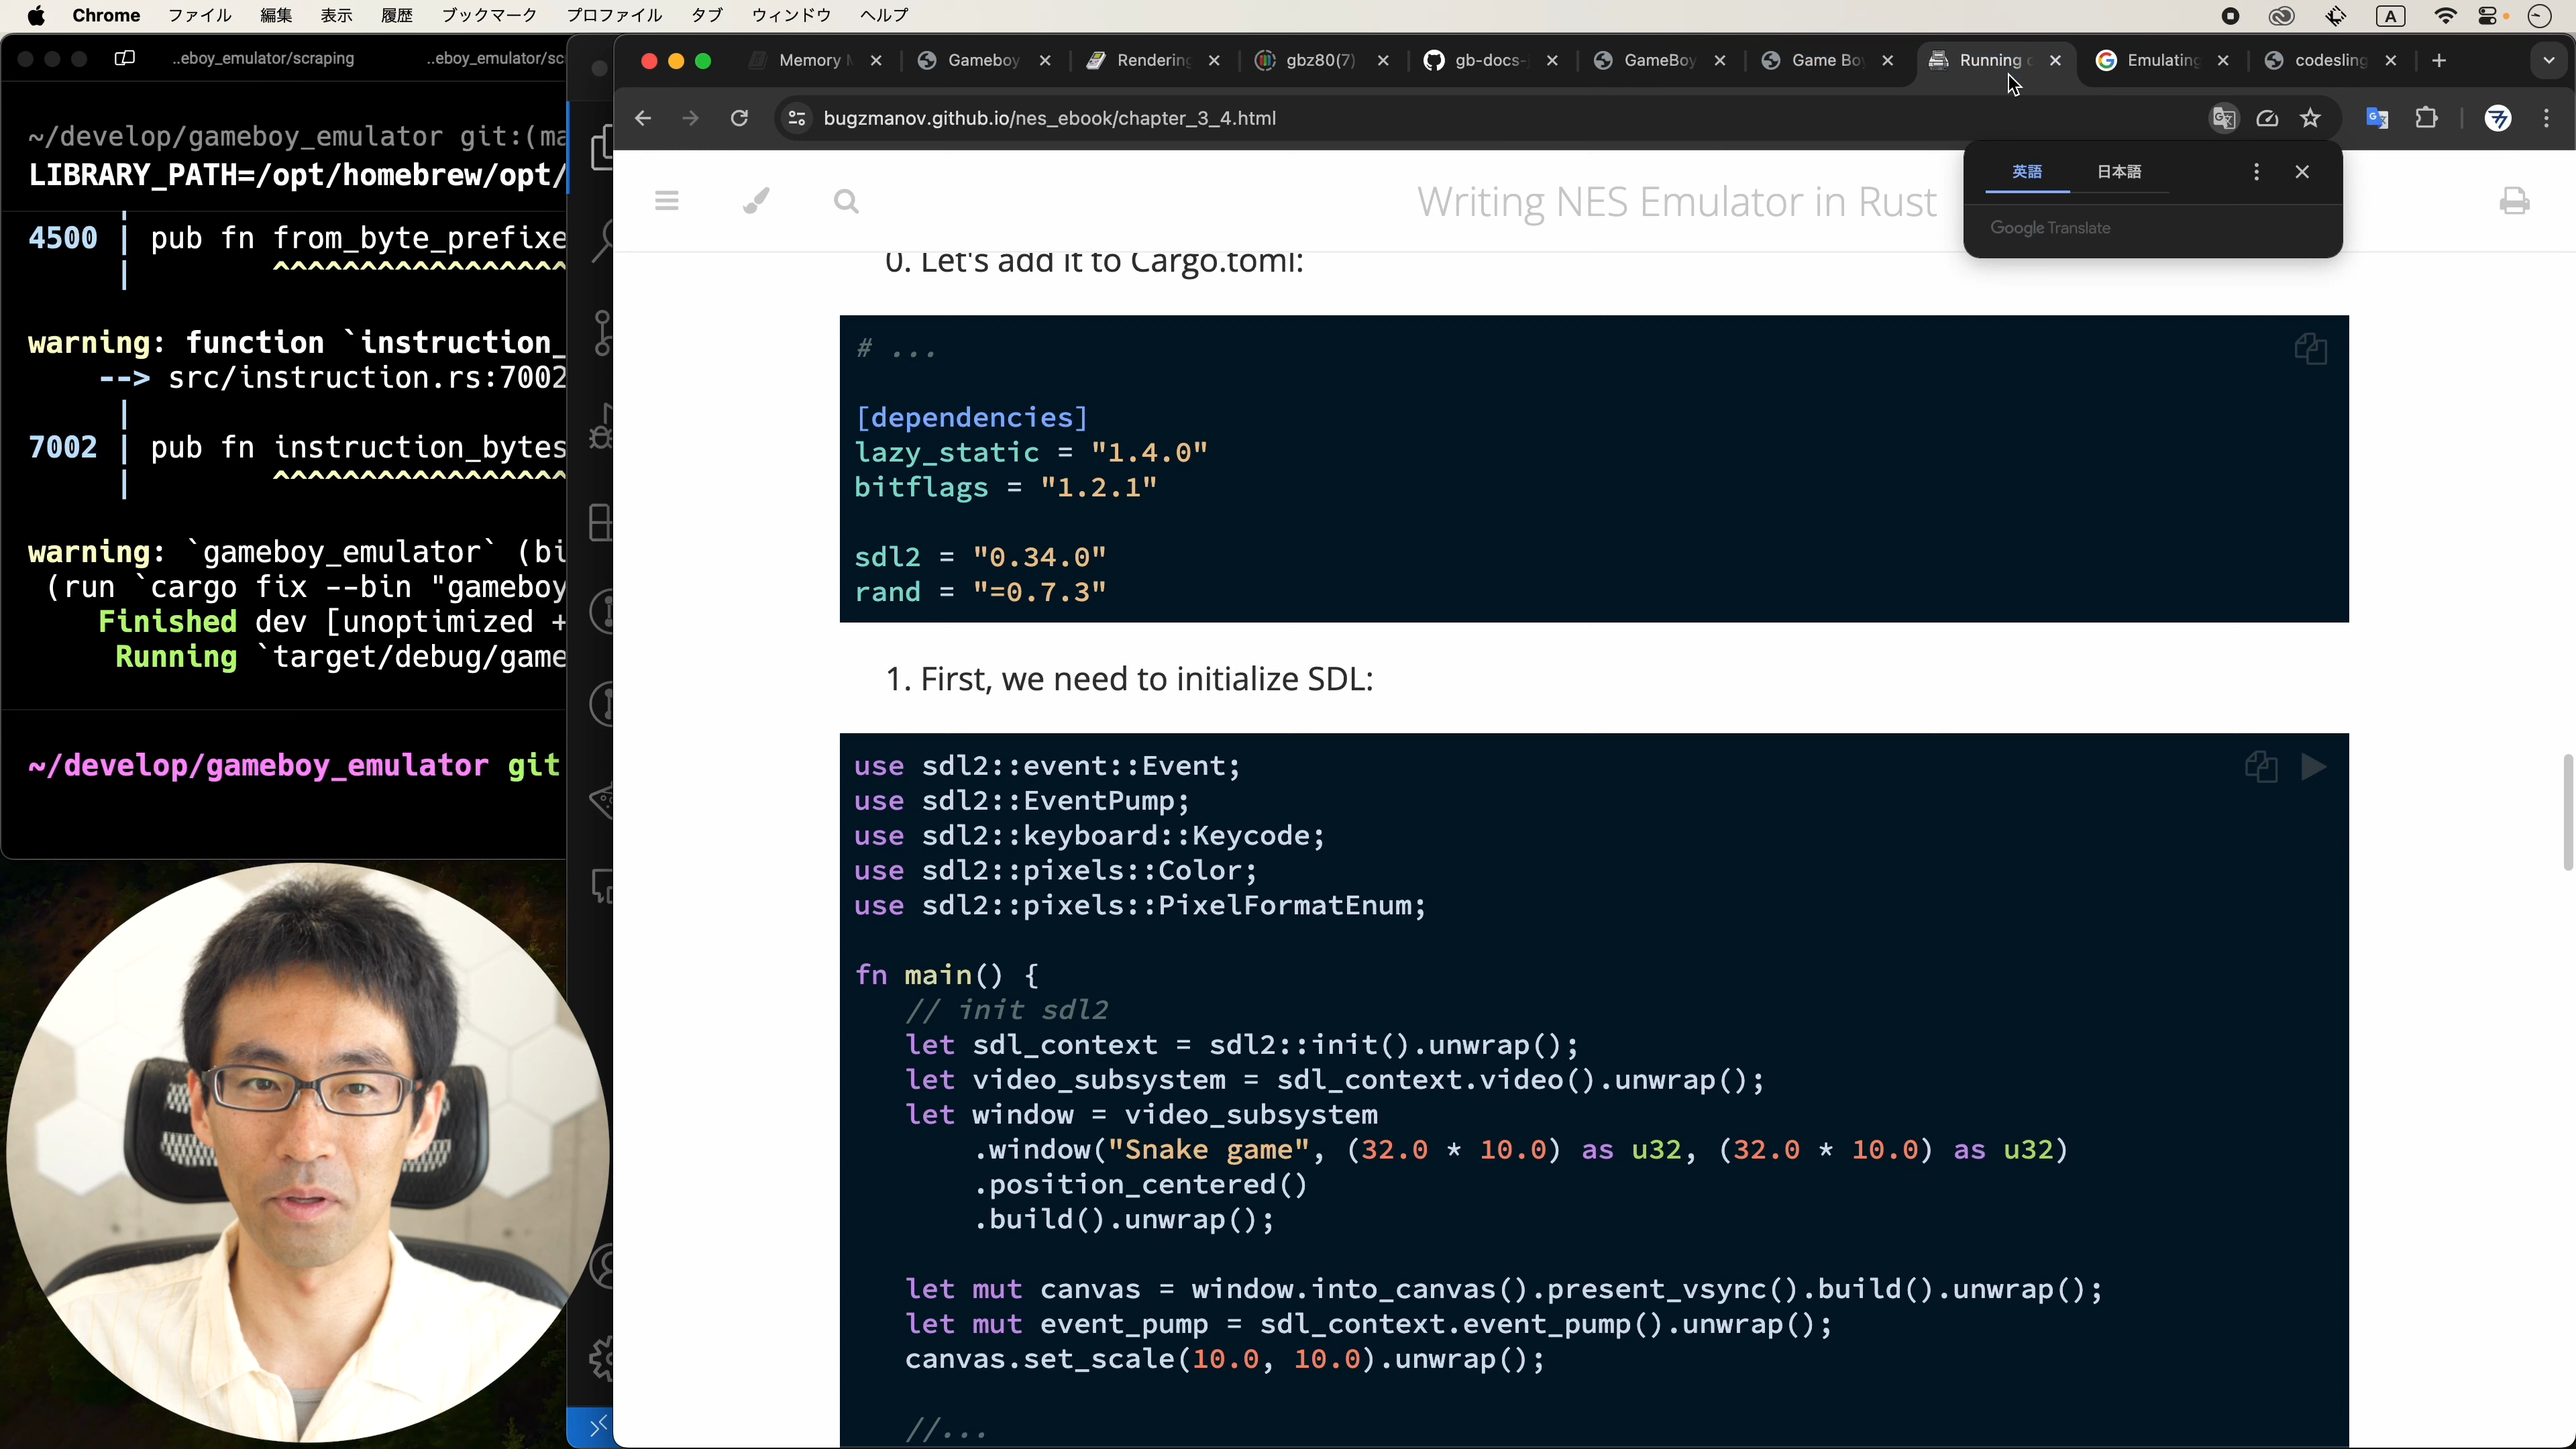 Chrome ファイル 編集 表示 履歴 ブックマーク プロファイル タブ ウィンドウ ヘルプ
A
..eboy_emulator/scraping
..eboy_emulator/sc
Memory
Gameboy
Rendering
gbz80(7)
gb-docs-
GameBoy
Game Bo
Running
Emulating
codesling
bugzmanov.github.io/nes_ebook/chapter_3_4.html
英語
日本語
Google Translate
~/develop/gameboy_emulator git:(ma
LIBRARY_PATH=/opt/homebrew/opt/
4500 | pub fn from_byte_prefixe
^^^^^^^^^^^^^^^^^
warning: function `instruction_
--> src/instruction.rs:7002
7002 | pub fn instruction_bytes
^^^^^^^^^^^^^^^^^
warning: `gameboy_emulator` (bi
(run `cargo fix --bin "gameboy
Finished dev [unoptimized +
Running `target/debug/game
~/develop/gameboy_emulator git
Writing NES Emulator in Rust
0. Let's add it to Cargo.toml:
# ...
[dependencies]
lazy_static = "1.4.0"
bitflags = "1.2.1"
sdl2 = "0.34.0"
rand = "=0.7.3"
1. First, we need to initialize SDL:
use sdl2::event::Event;
use sdl2::EventPump;
use sdl2::keyboard::Keycode;
use sdl2::pixels::Color;
use sdl2::pixels::PixelFormatEnum;
fn main() {
// init sdl2
let sdl_context = sdl2::init().unwrap();
let video_subsystem = sdl_context.video().unwrap();
let window = video_subsystem
.window("Snake game", (32.0 * 10.0) as u32, (32.0 * 10.0) as u32)
.position_centered()
.build().unwrap();
let mut canvas = window.into_canvas().present_vsync().build().unwrap();
let mut event_pump = sdl_context.event_pump().unwrap();
canvas.set_scale(10.0, 10.0).unwrap();
//...